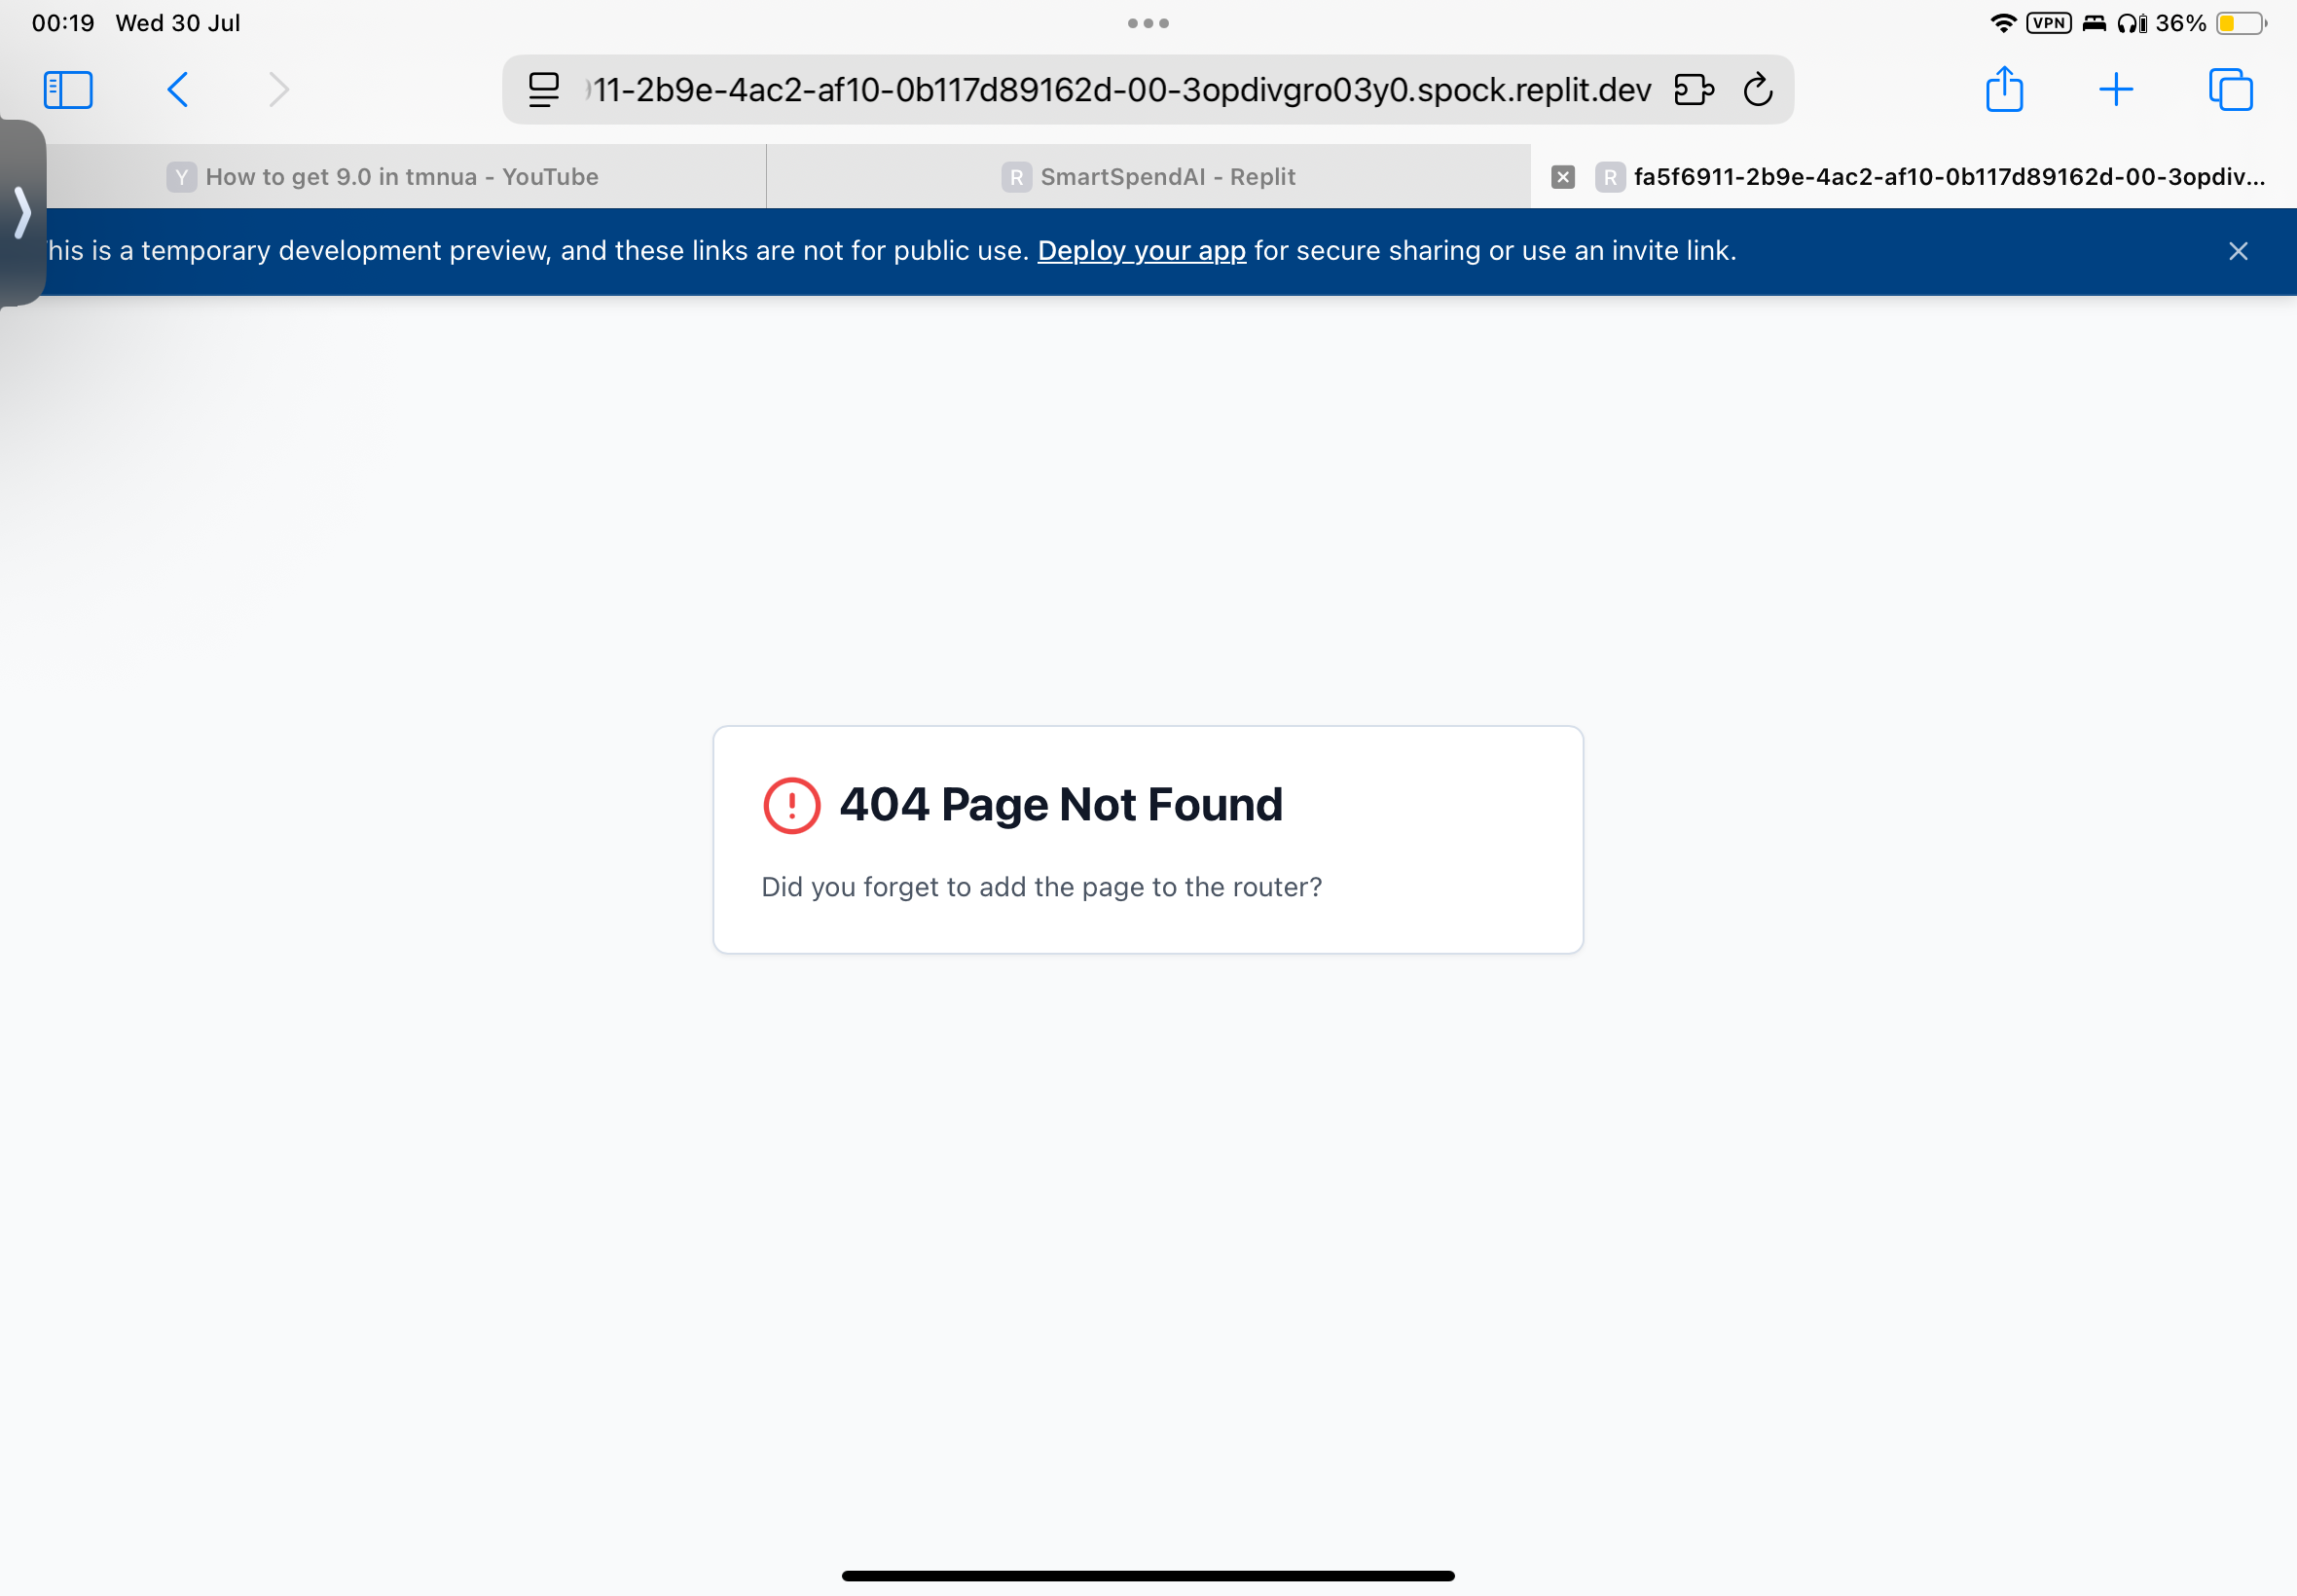 00:19 Wed 30 Jul
VPN
36%
11-2b9e-4ac2-af10-0b117d89162d-00-3opdivgro03y0.spock.replit.dev
Y How to get 9.0 in tmnua - YouTube
R SmartSpendAI - Replit
R fa5f6911-2b9e-4ac2-af10-0b117d89162d-00-3opdiv...
his is a temporary development preview, and these links are not for public use. Deploy your app for secure sharing or use an invite link.
404 Page Not Found
Did you forget to add the page to the router?